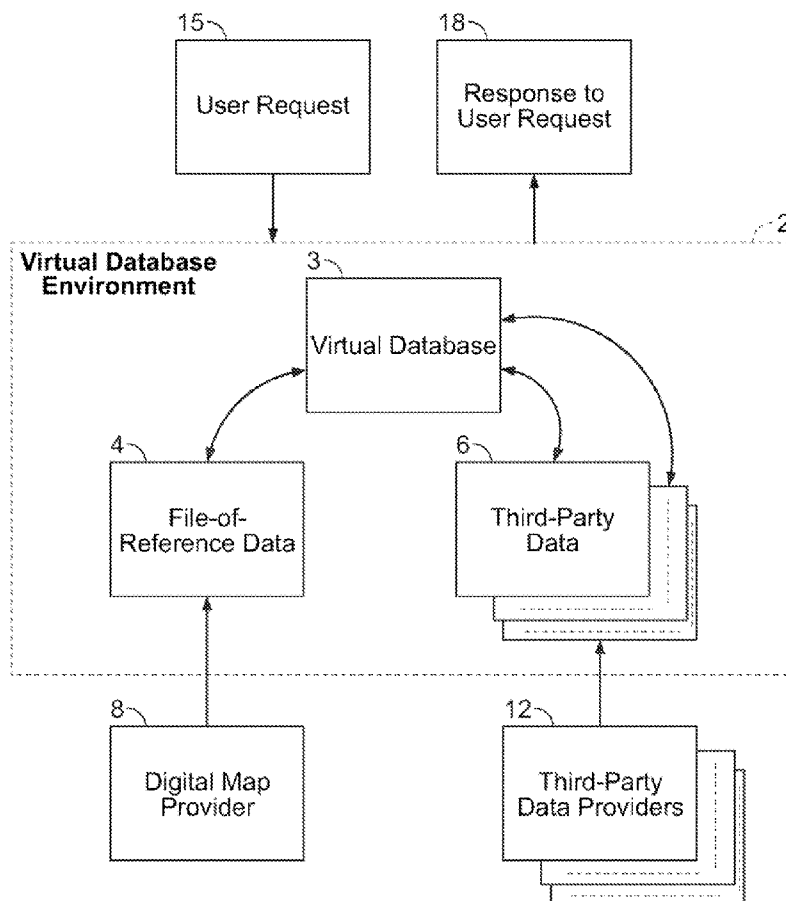 15
User Request
18
Response to
User Request
2
Virtual Database
Environment
3
Virtual Database
4
File-of-
Reference Data
6
Third-Party
Data
8
Digital Map
Provider
12
Third-Party
Data Providers